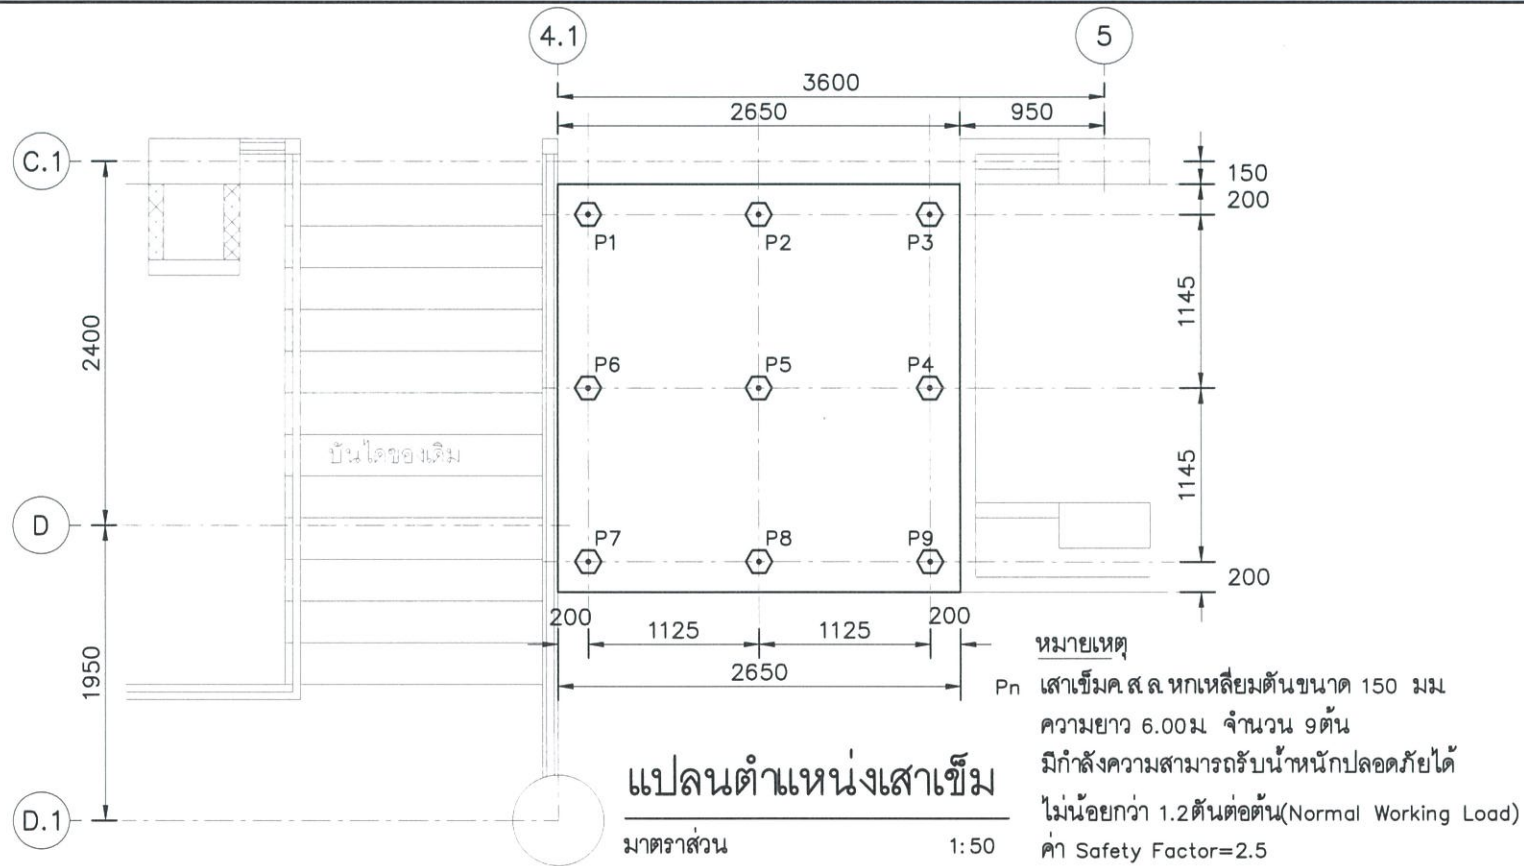 4.1
5
3600
2650
950
C.1
150
200
P1
P2
P3
1145
2400
P6
P5
P4
บันไดของเดิม
1145
D
P7
P8
P9
200
200
1125
1125
200
2650
1950
หมายเหตุ
Pn เสาเข็มค.ส.ล.หกเหลี่ยมตันขนาด 150 มม.
ความยาว 6.00ม. จำนวน 9ต้น
มีกำลังความสามารถรับน้ำหนักปลอดภัยได้
ไม่น้อยกว่า 1.2ตันต่อต้น(Normal Working Load)
ค่า Safety Factor=2.5
แปลนตำแหน่งเสาเข็ม
มาตราส่วน 1:50
D.1